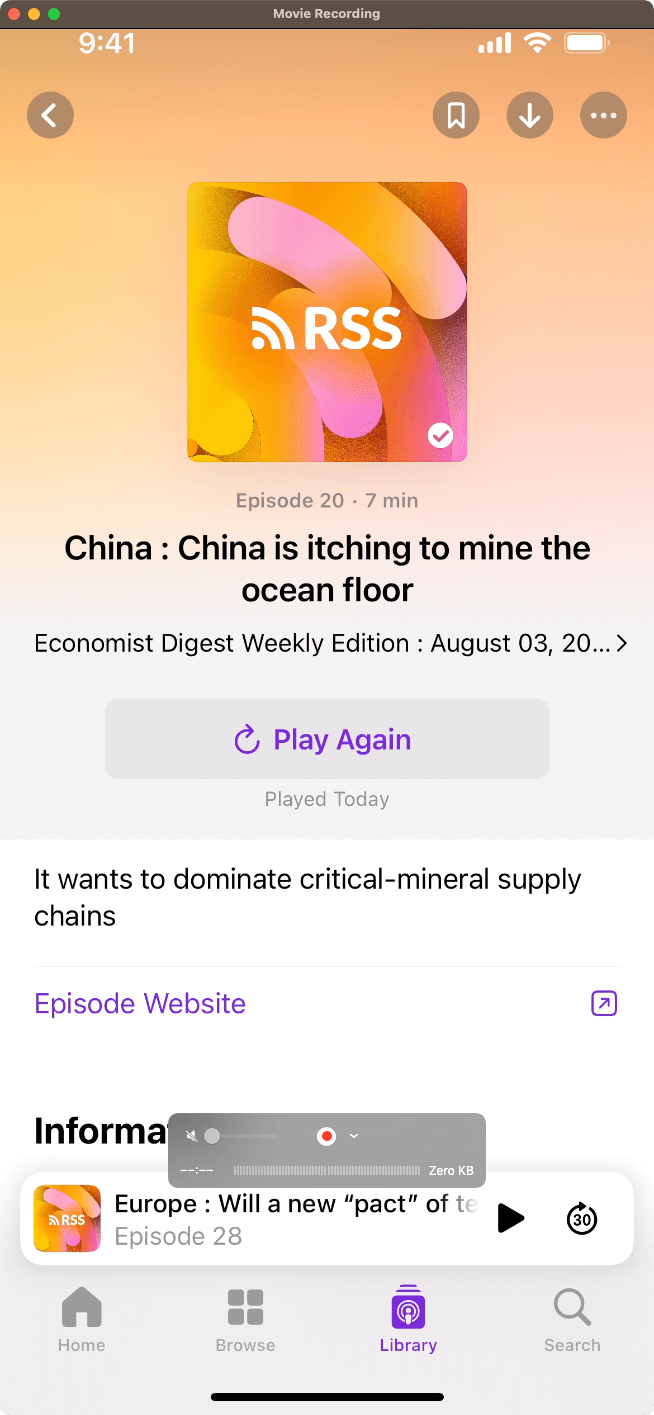 Movie Recording
9:41
RSS
Episode 20 · 7 min
China : China is itching to mine the
ocean floor
Economist Digest Weekly Edition : August 03, 20...
Play Again
Played Today
It wants to dominate critical-mineral supply
chains
Episode Website
Informa
--:--
Zero KB
RSS
Europe : Will a new “pact” of te
Episode 28
30
Home
Browse
Library
Search